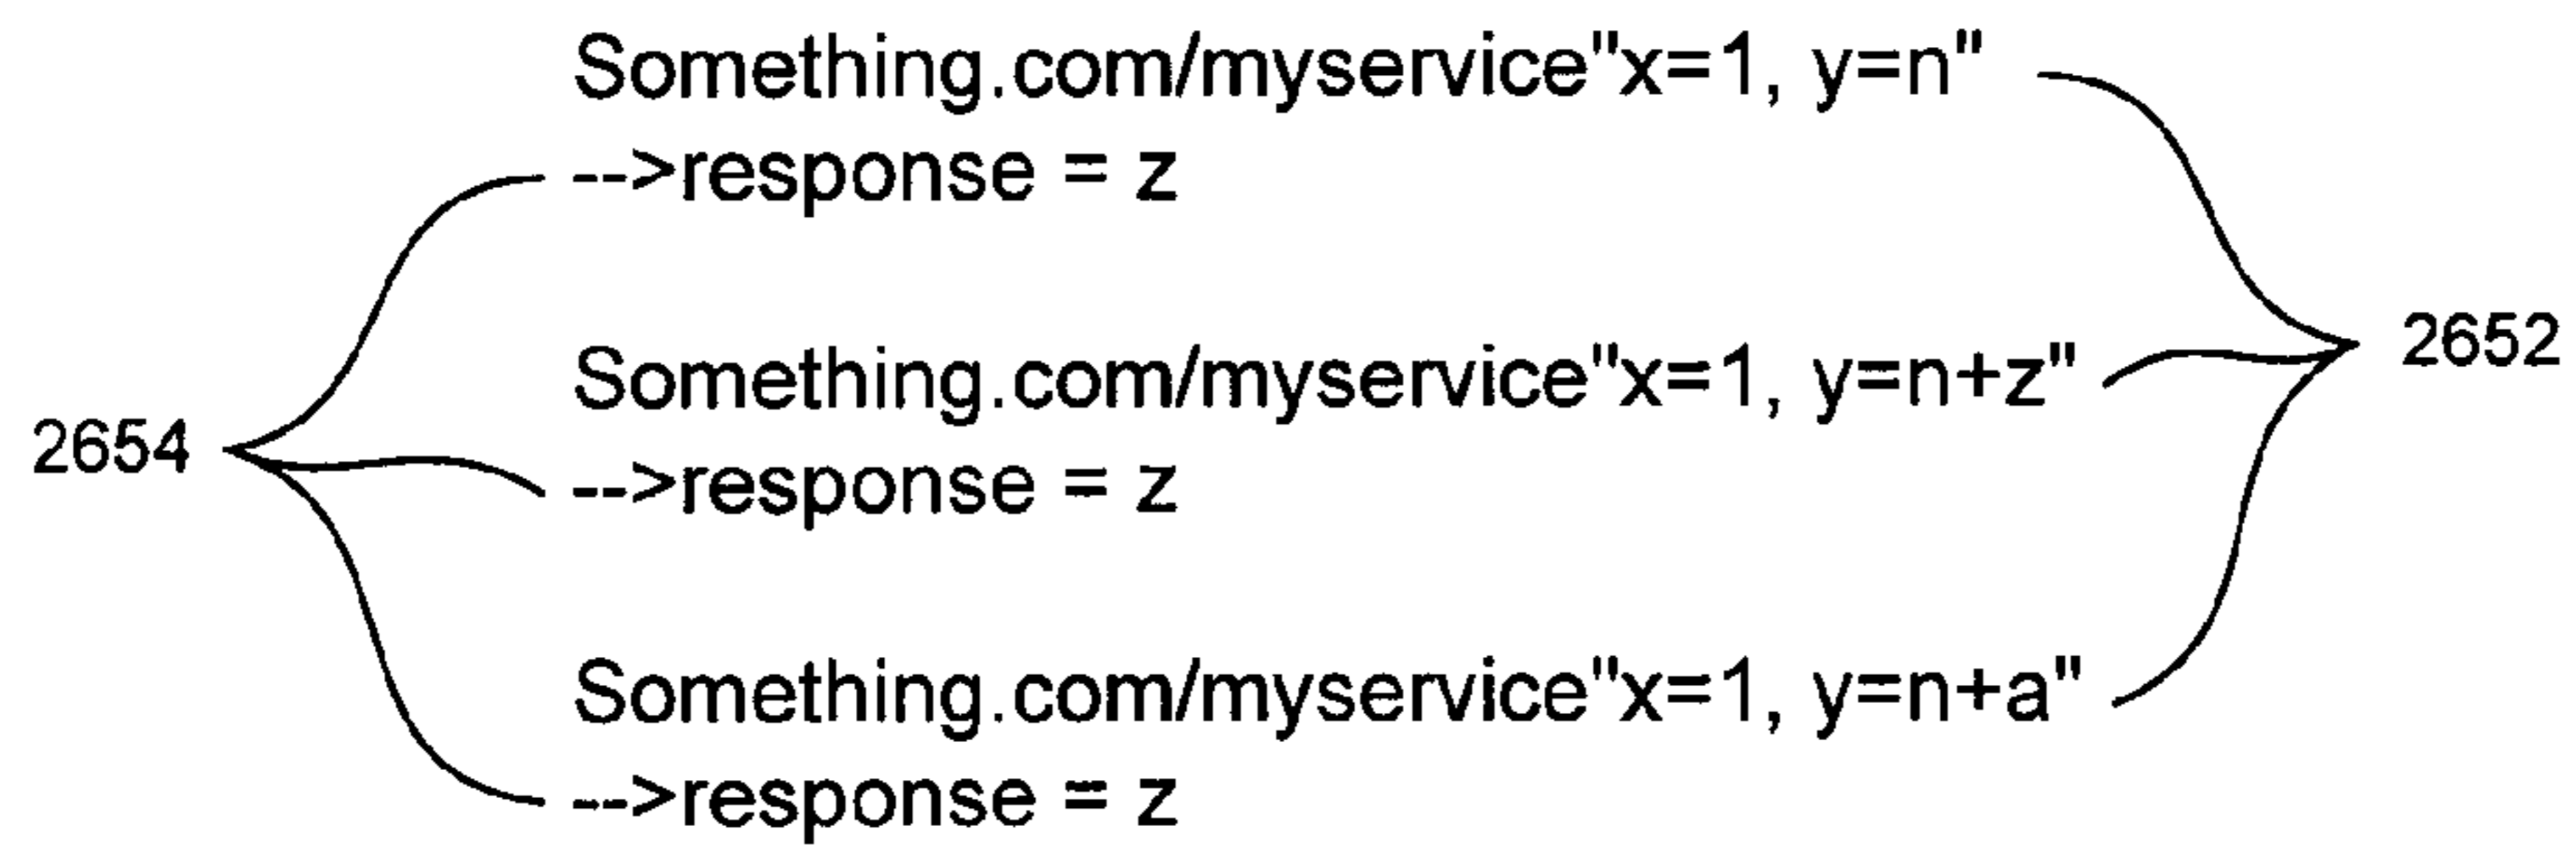 Something.com/myservice"x=1, y=n"
-->response = z
2652
Something.com/myservice"x=1, y=n+z"
2654
-->response = z
Something.com/myservice"x=1, y=n+a"
-->response = z